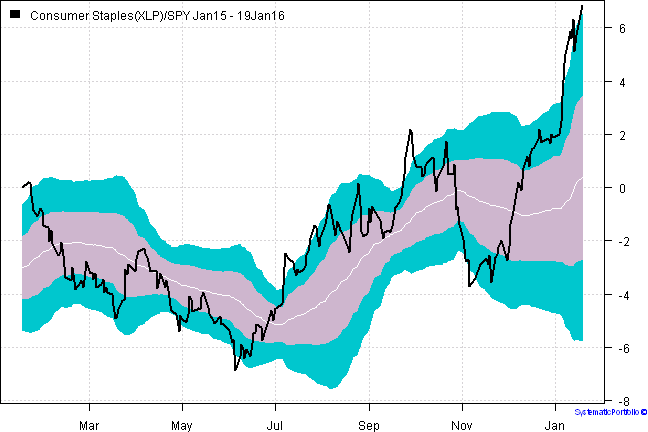 Consumer Staples(XLP)/SPY Jan15 - 19Jan16
6
4
2
0
-2
-4
-6
-8
Mar May Jul Sep Nov Jan
SystematicPortfolio ©